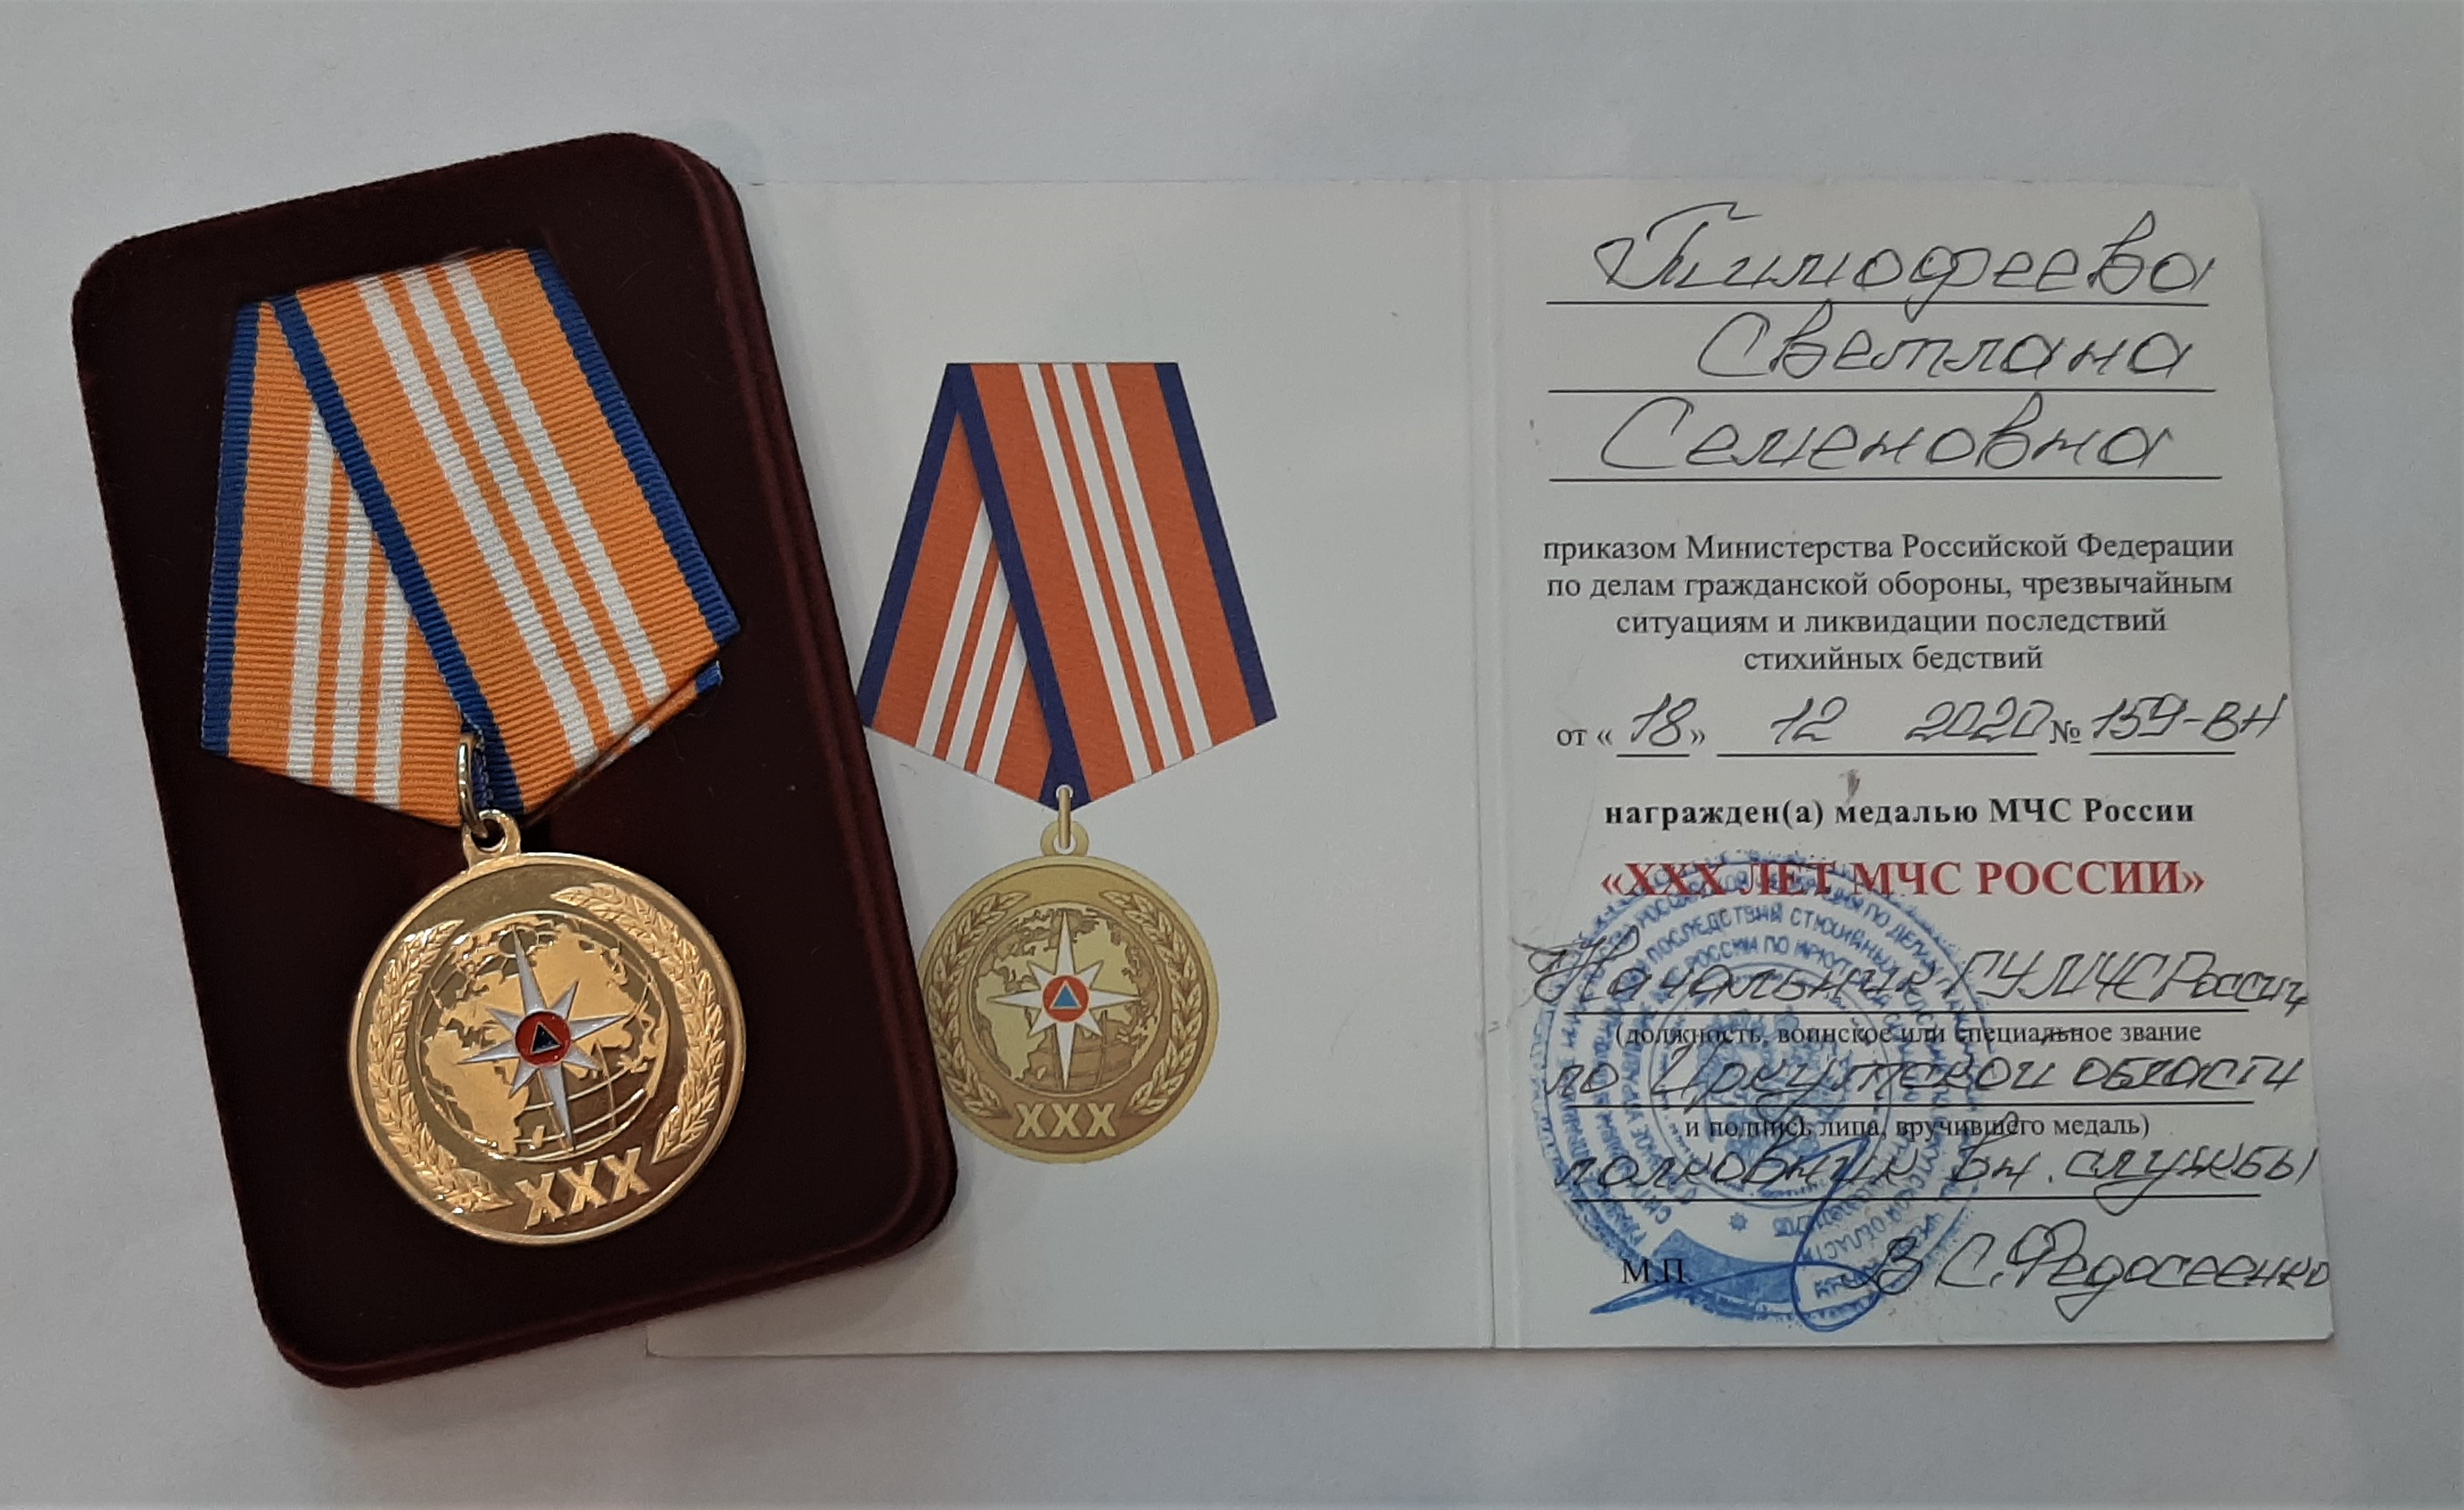 XXX
XXX
Тимофеева
Светлана
Семеновна
приказом Министерства Российской Федерации
по делам гражданской обороны, чрезвычайным
ситуациям и ликвидации последствий
стихийных бедствий
от « 18 » 12 2020 № 159-ВН
награжден(а) медалью МЧС России
«XXX ЛЕТ МЧС РОССИИ»
Начальник ГУ МЧС России
(должность, воинское или специальное звание
по Иркутской области
и подпись лица, вручившего медаль)
полковник вн. службы
М.П.
В С. Федосеенко